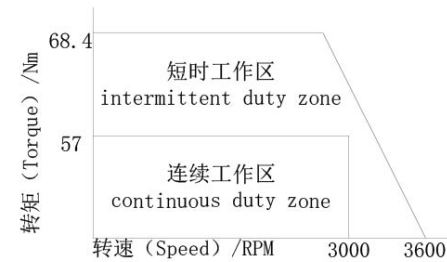 转矩 (Torque) /Nm
68.4
短时工作区
intermittent duty zone
57
连续工作区
continuous duty zone
转速 (Speed) /RPM
3000
3600